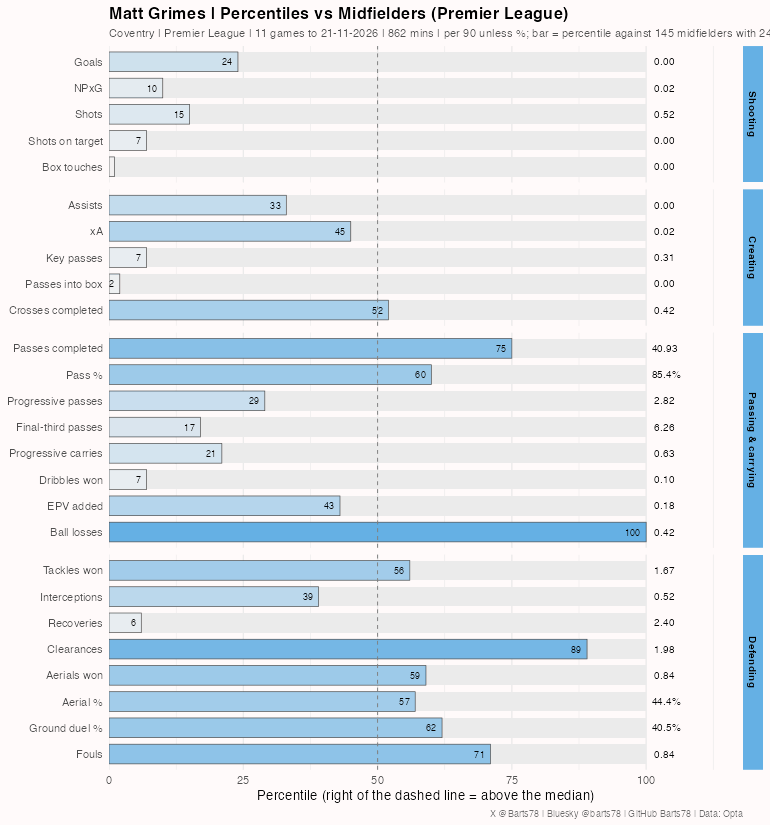 Matt Grimes | Percentiles vs Midfielders (Premier League)
Coventry | Premier League | 11 games to 21-11-2026 | 862 mins | per 90 unless %; bar = percentile against 145 midfielders with 24
Goals 24 0.00
NPxG 10 0.02
Shots 15 0.52
Shots on target 7 0.00
Box touches 0.00
Shooting
Assists 33 0.00
xA 45 0.02
Key passes 7 0.31
Passes into box 2 0.00
Crosses completed 52 0.42
Creating
Passes completed 75 40.93
Pass % 60 85.4%
Progressive passes 29 2.82
Final-third passes 17 6.26
Progressive carries 21 0.63
Dribbles won 7 0.10
EPV added 43 0.18
Ball losses 100 0.42
Passing & carrying
Tackles won 56 1.67
Interceptions 39 0.52
Recoveries 6 2.40
Clearances 89 1.98
Aerials won 59 0.84
Aerial % 57 44.4%
Ground duel % 62 40.5%
Fouls 71 0.84
Defending
0 25 50 75 100
Percentile (right of the dashed line = above the median)
X @Barts78 | Bluesky @barts78 | GitHub Barts78 | Data: Opta